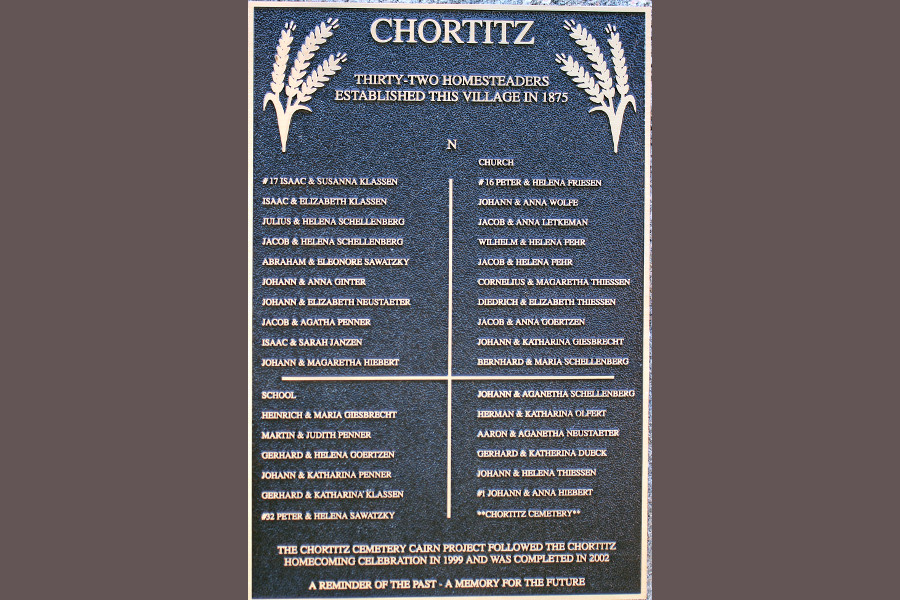 CHORTITZ
THIRTY-TWO HOMESTEADERS
ESTABLISHED THIS VILLAGE IN 1875
N
CHURCH
#17 ISAAC & SUSANNA KLASSEN
ISAAC & ELIZABETH KLASSEN
JULIUS & HELENA SCHELLENBERG
JACOB & HELENA SCHELLENBERG
ABRAHAM & ELEONORE SAWATZKY
JOHANN & ANNA GINTER
JOHANN & ELIZABETH NEUSTAETER
JACOB & AGATHA PENNER
ISAAC & SARAH JANZEN
JOHANN & MAGARETHA HIEBERT
#16 PETER & HELENA FRIESEN
JOHANN & ANNA WOLFE
JACOB & ANNA LETKEMAN
WILHELM & HELENA PEHR
JACOB & HELENA PEHR
CORNELIUS & MAGARETHA THIESSEN
DIEDRICH & ELIZABETH THIESSEN
JACOB & ANNA GOERTZEN
JOHANN & KATHARINA GIESBRECHT
BERNHARD & MARIA SCHELLENBERG
SCHOOL
HEINRICH & MARIA GIESBRECHT
MARTIN & JUDITH PENNER
GERHARD & HELENA GOERTZEN
JOHANN & KATHARINA PENNER
GERHARD & KATHARINA KLASSEN
#32 PETER & HELENA SAWATZKY
JOHANN & AGANETHA SCHELLENBERG
HERMAN & KATHARINA OLFERT
AARON & AGANETHA NEUSTAETER
GERHARD & KATHERINA DUECK
JOHANN & HELENA THIESSEN
#1 JOHANN & ANNA HIEBERT
**CHORTITZ CEMETERY**
THE CHORTITZ CEMETERY CAIRN PROJECT FOLLOWED THE CHORTITZ
HOMECOMING CELEBRATION IN 1999 AND WAS COMPLETED IN 2002
A REMINDER OF THE PAST - A MEMORY FOR THE FUTURE